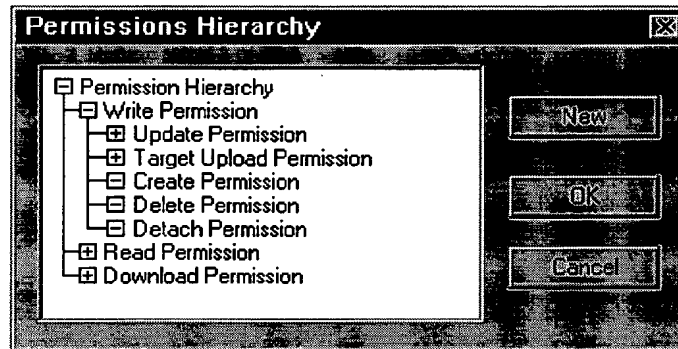 Permissions Hierarchy
Permission Hierarchy
Write Permission
Update Permission
Target Upload Permission
Create Permission
Delete Permission
Detach Permission
Read Permission
Download Permission
New
OK
Cancel